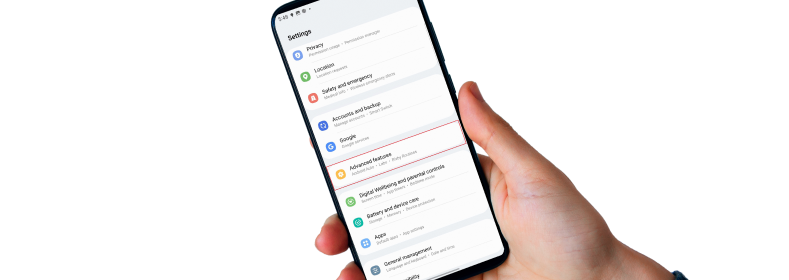 Settings
Privacy
Permission usage • Permission manager
Location
Location requests
Safety and emergency
Medical info • Wireless emergency alerts
Accounts and backup
Manage accounts • Smart Switch
Google
Google services
Advanced features
Android Auto • Labs • Bixby Routines
Digital Wellbeing and parental controls
Screen time • App timers • Bedtime mode
Battery and device care
Storage • Memory • Device protection
Apps
Default apps • App settings
General management
Language and keyboard • Date and time